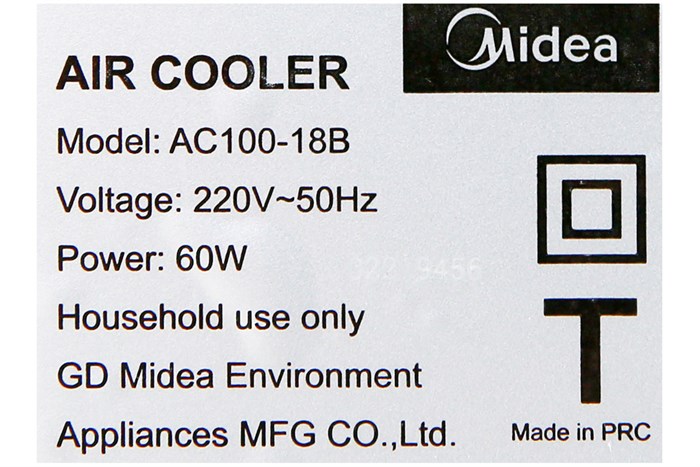 Midea
AIR COOLER
Model: AC100-18B
Voltage: 220V~50Hz
Power: 60W
Household use only
GD Midea Environment
Appliances MFG CO.,Ltd.
T
Made in PRC